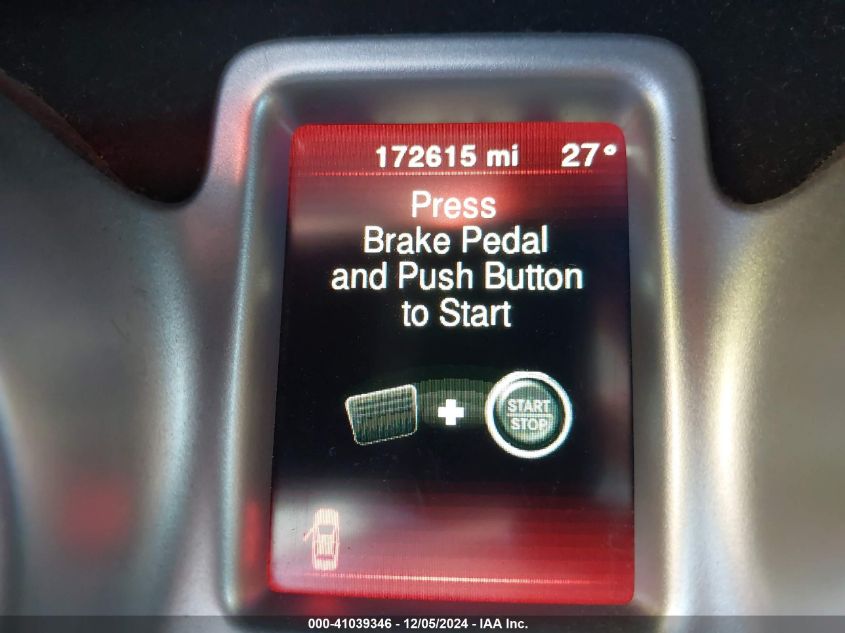 172615 mi 27°
Press
Brake Pedal
and Push Button
to Start
START
STOP
000-41039346 - 12/05/2024 - IAA Inc.